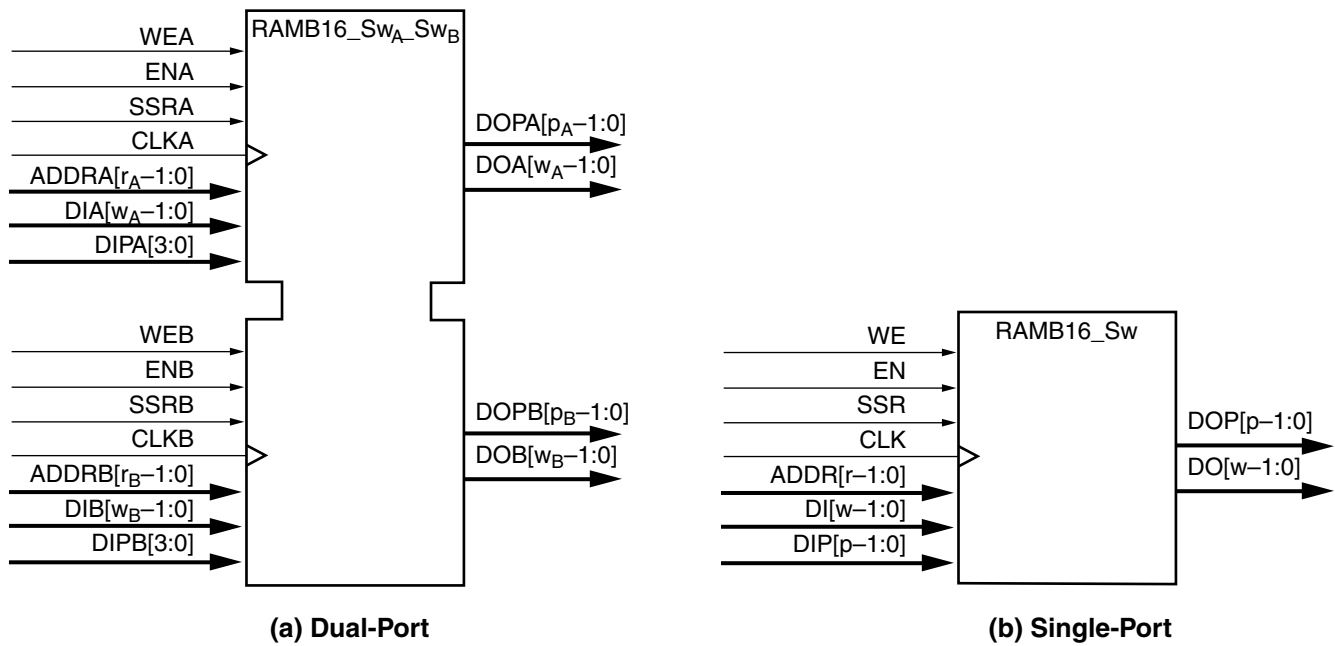 RAMB16_SwA_SwB
WEA
ENA
SSRA
CLKA
ADDRA[rA–1:0]
DIA[wA–1:0]
DIPA[3:0]
DOPA[pA–1:0]
DOA[wA–1:0]
WEB
ENB
SSRB
CLKB
ADDRB[rB–1:0]
DIB[wB–1:0]
DIPB[3:0]
DOPB[pB–1:0]
DOB[wB–1:0]
(a) Dual-Port
RAMB16_Sw
WE
EN
SSR
CLK
ADDR[r–1:0]
DI[w–1:0]
DIP[p–1:0]
DOP[p–1:0]
DO[w–1:0]
(b) Single-Port